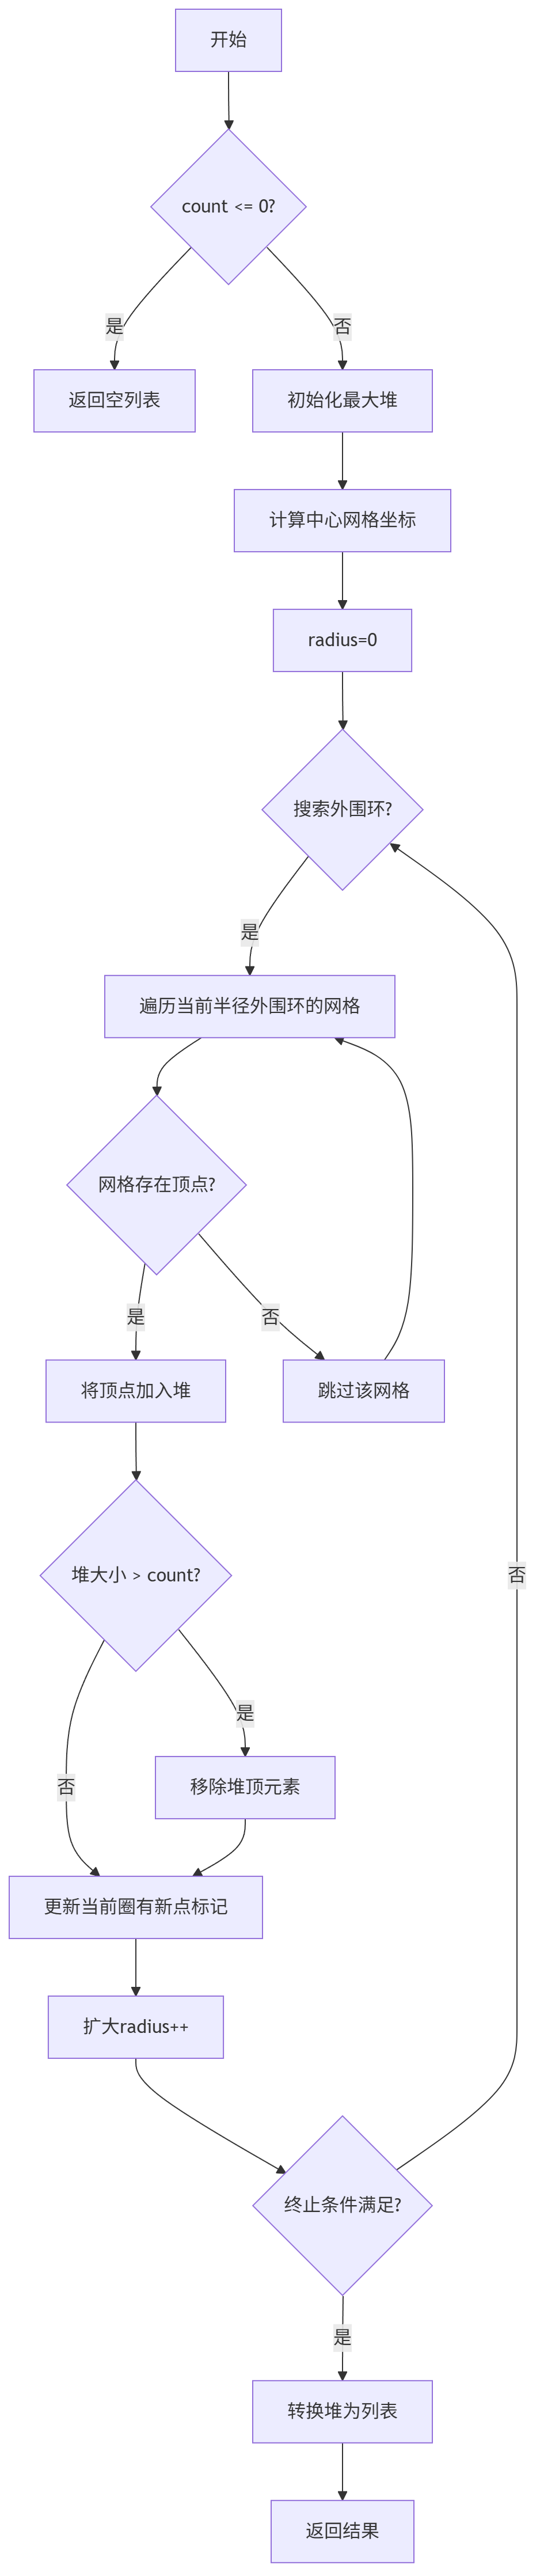 开始
count <= 0?
是
否
返回空列表
初始化最大堆
计算中心网格坐标
radius=0
搜索外围环?
是
遍历当前半径外围环的网格
网格存在顶点?
是
否
将顶点加入堆
跳过该网格
堆大小 > count?
否
是
移除堆顶元素
否
更新当前圈有新点标记
扩大radius++
终止条件满足?
是
转换堆为列表
返回结果